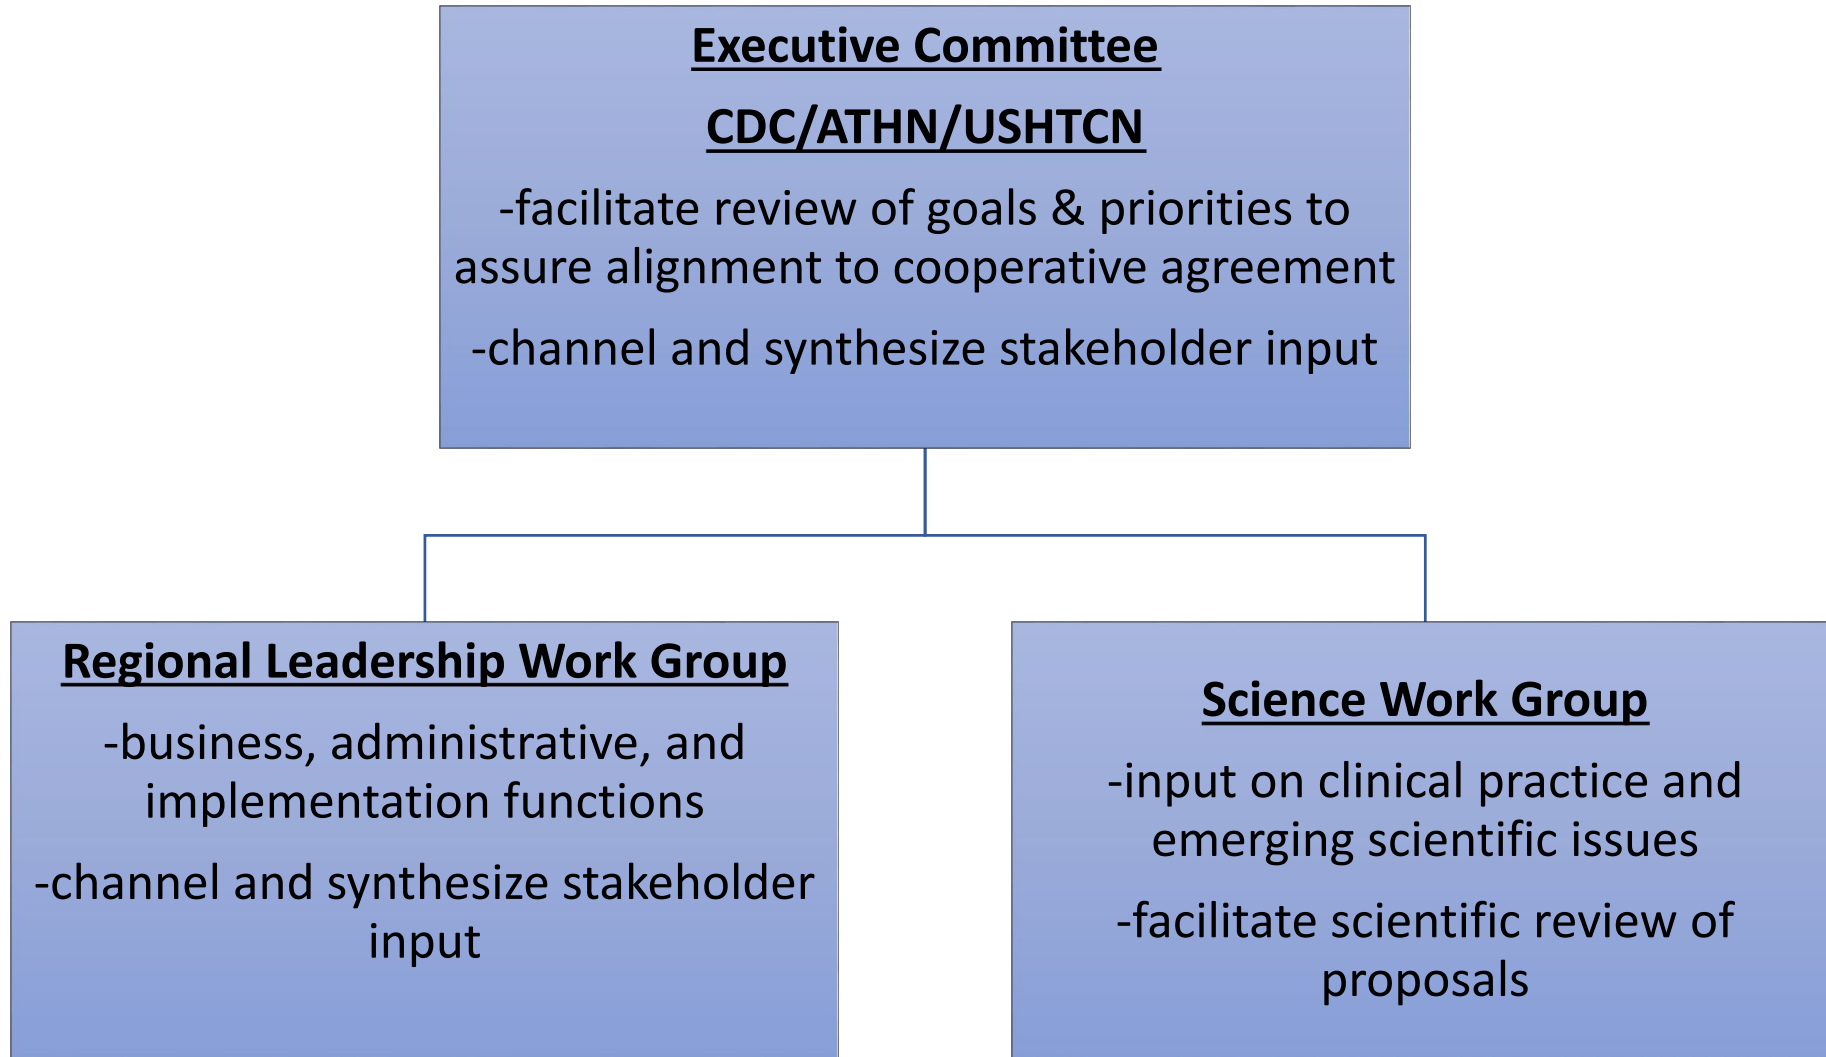 Executive Committee
CDC/ATHN/USHTCN
-facilitate review of goals & priorities to
assure alignment to cooperative agreement
-channel and synthesize stakeholder input
Regional Leadership Work Group
-business, administrative, and
implementation functions
-channel and synthesize stakeholder
input
Science Work Group
-input on clinical practice and
emerging scientific issues
-facilitate scientific review of
proposals